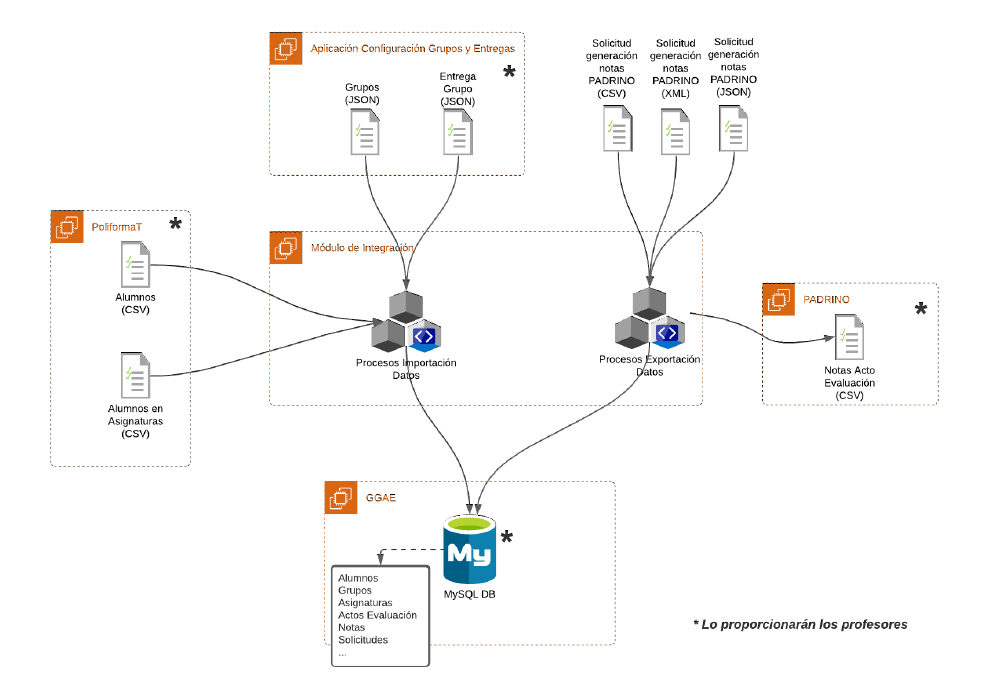 Aplicación Configuración Grupos y Entregas
*
Grupos
(JSON)
Entrega
Grupo
(JSON)
Solicitud
generación
notas
PADRINO
(CSV)
Solicitud
generación
notas
PADRINO
(XML)
Solicitud
generación
notas
PADRINO
(JSON)
PoliformaT
*
Alumnos
(CSV)
Alumnos en
Asignaturas
(CSV)
Módulo de Integración
Procesos Importación
Datos
Procesos Exportación
Datos
PADRINO
*
Notas Acto
Evaluación
(CSV)
GGAE
*
My
MySQL DB
Alumnos
Grupos
Asignaturas
Actos Evaluación
Notas
Solicitudes
...
* Lo proporcionarán los profesores